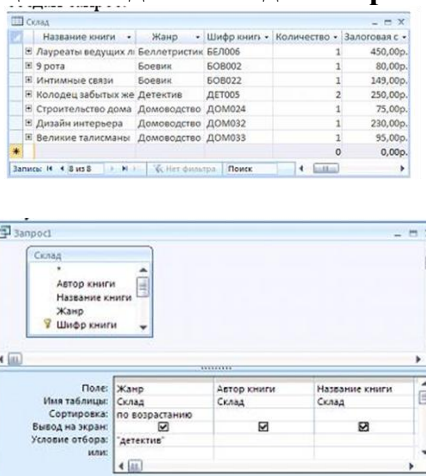 Склад
Название книги Жанр Шифр книги Количество Залоговая с
Лауреаты ведущих л Беллетристик БЕЛ006 1 450,00р.
9 рота Боевик БОВ002 1 80,00р.
Интимные связи Боевик БОВ022 1 149,00р.
Колодец забытых же Детектив ДЕТ005 2 250,00р.
Строительство дома Домоводство ДОМ024 1 75,00р.
Дизайн интерьера Домоводство ДОМ032 1 230,00р.
Великие талисманы Домоводство ДОМ033 1 95,00р.
* 0 0,00р.
Запись: 8 из 8 Нет фильтра Поиск
Запрос1
Склад
*
Автор книги
Название книги
Жанр
Шифр книги
Поле: Жанр Автор книги Название книги
Имя таблицы: Склад Склад Склад
Сортировка: по возрастанию
Вывод на экран:
Условие отбора: "детектив"
или: